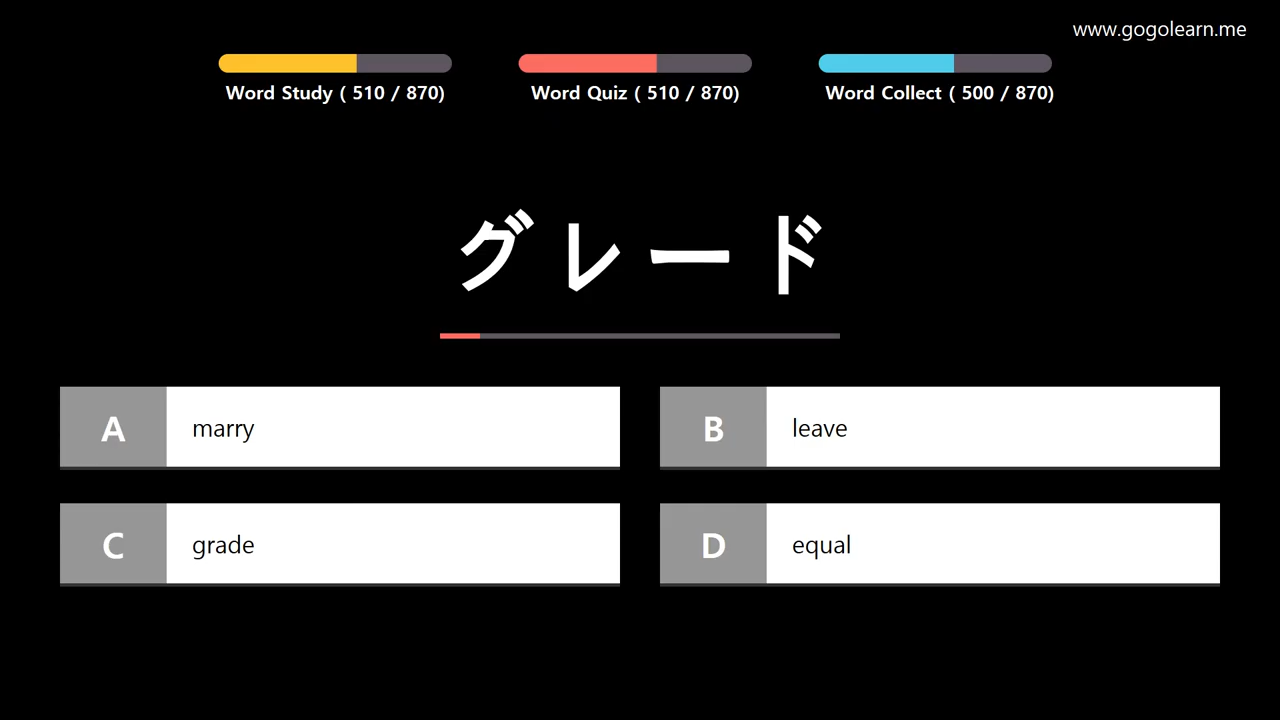 www.gogolearn.me
Word Study ( 510 / 870)
Word Quiz ( 510 / 870)
Word Collect ( 500 / 870)
グレード
A marry
B leave
C grade
D equal